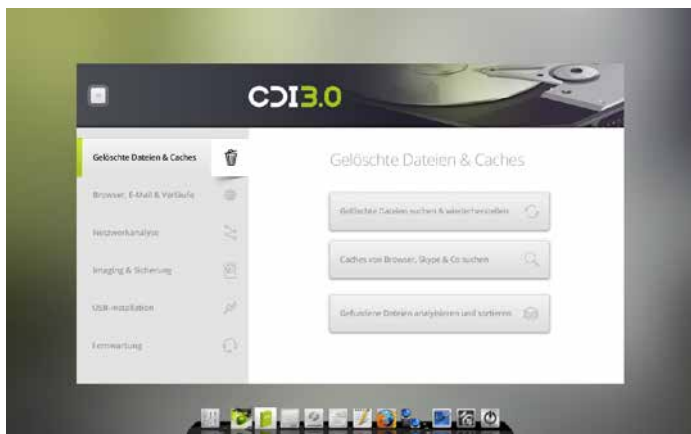 CDI3.0
Gelöschte Dateien & Caches
Browser, E-Mail & Verläufe
Netzwerkanalyse
Imaging & Sicherung
USB-Installation
Fernwartung
Gelöschte Dateien & Caches
Gelöschte Dateien suchen & wiederherstellen
Caches von Browser, Skype & Co suchen
Gefundene Dateien analysieren und sortieren